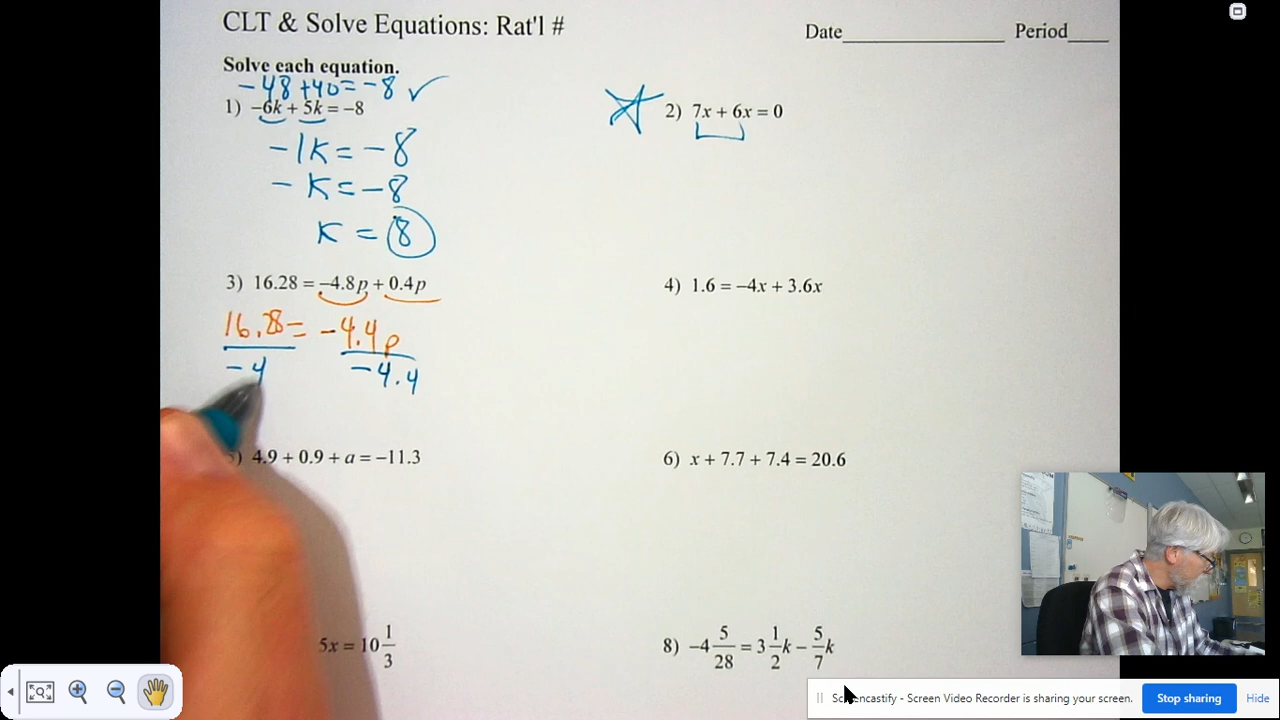 CLT & Solve Equations: Rat'l # Date____________ Period____
Solve each equation.
-48+40=-8 ✓
1) −6k + 5k = −8
2) 7x + 6x = 0
-1k = -8
-k = -8
k = 8
3) 16.28 = −4.8p + 0.4p
4) 1.6 = −4x + 3.6x
16.28 = -4.4p
-4 -4.4
4.9 + 0.9 + a = −11.3
6) x + 7.7 + 7.4 = 20.6
5x = 10 1/3
8) −4 5/28 = 3 1/2 k − 5/7 k
Screencastify - Screen Video Recorder is sharing your screen. Stop sharing Hide